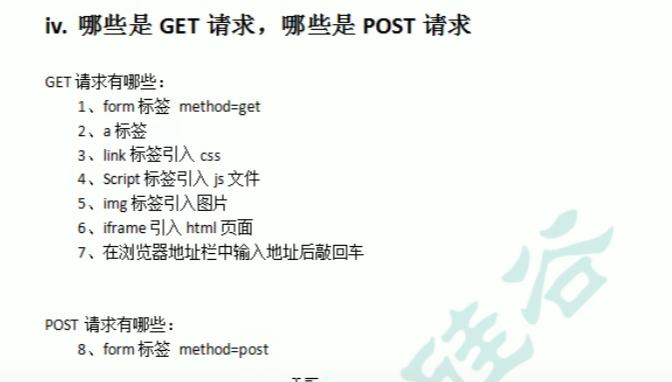 iv. 哪些是 GET 请求，哪些是 POST 请求
GET 请求有哪些：
1、form 标签 method=get
2、a 标签
3、link 标签引入 css
4、Script 标签引入 js 文件
5、img 标签引入图片
6、iframe 引入 html 页面
7、在浏览器地址栏中输入地址后敲回车
POST 请求有哪些：
8、form 标签 method=post
硅谷